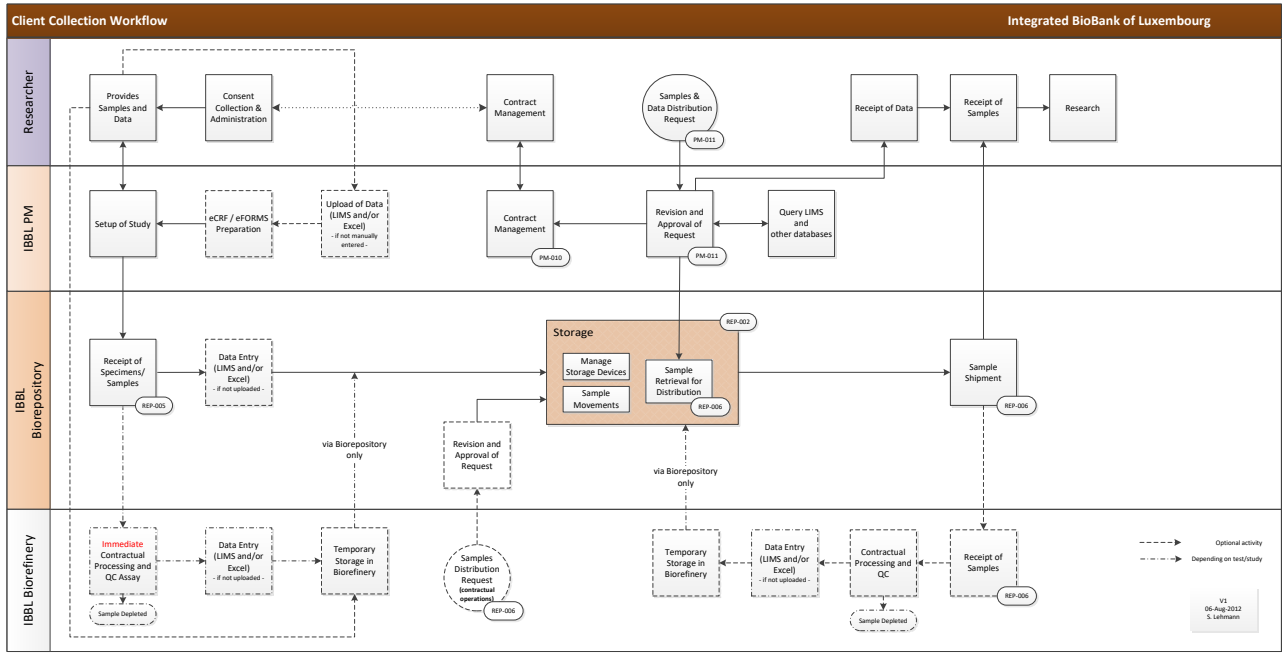 Client Collection Workflow
Integrated BioBank of Luxembourg
Researcher
Provides
Samples and
Data
Consent
Collection &
Administration
Contract
Management
Samples &
Data Distribution
Request
PM-011
Receipt of Data
Receipt of
Samples
Research
IBBL PM
Setup of Study
eCRF / eFORMS
Preparation
Upload of Data
(LIMS and/or
Excel)
- if not manually
entered -
Contract
Management
PM-010
Revision and
Approval of
Request
PM-011
Query LIMS
and
other databases
IBBL
Biorepository
Receipt of
Specimens/
Samples
REP-005
Data Entry
(LIMS and/or
Excel)
- if not uploaded -
via Biorepository
only
Revision and
Approval of
Request
Storage
REP-002
Manage
Storage Devices
Sample
Movements
Sample
Retrieval for
Distribution
REP-006
via Biorepository
only
Sample
Shipment
REP-006
IBBL Biorefinery
Immediate
Contractual
Processing and
QC Assay
Sample Depleted
Data Entry
(LIMS and/or
Excel)
- if not uploaded -
Temporary
Storage in
Biorefinery
Samples
Distribution
Request
(contractual
operations)
REP-006
Temporary
Storage in
Biorefinery
Data Entry
(LIMS and/or
Excel)
- if not uploaded -
Contractual
Processing and
QC
Sample Depleted
Receipt of
Samples
REP-006
Optional activity
Depending on test/study
V1
06-Aug-2012
S. Lehmann